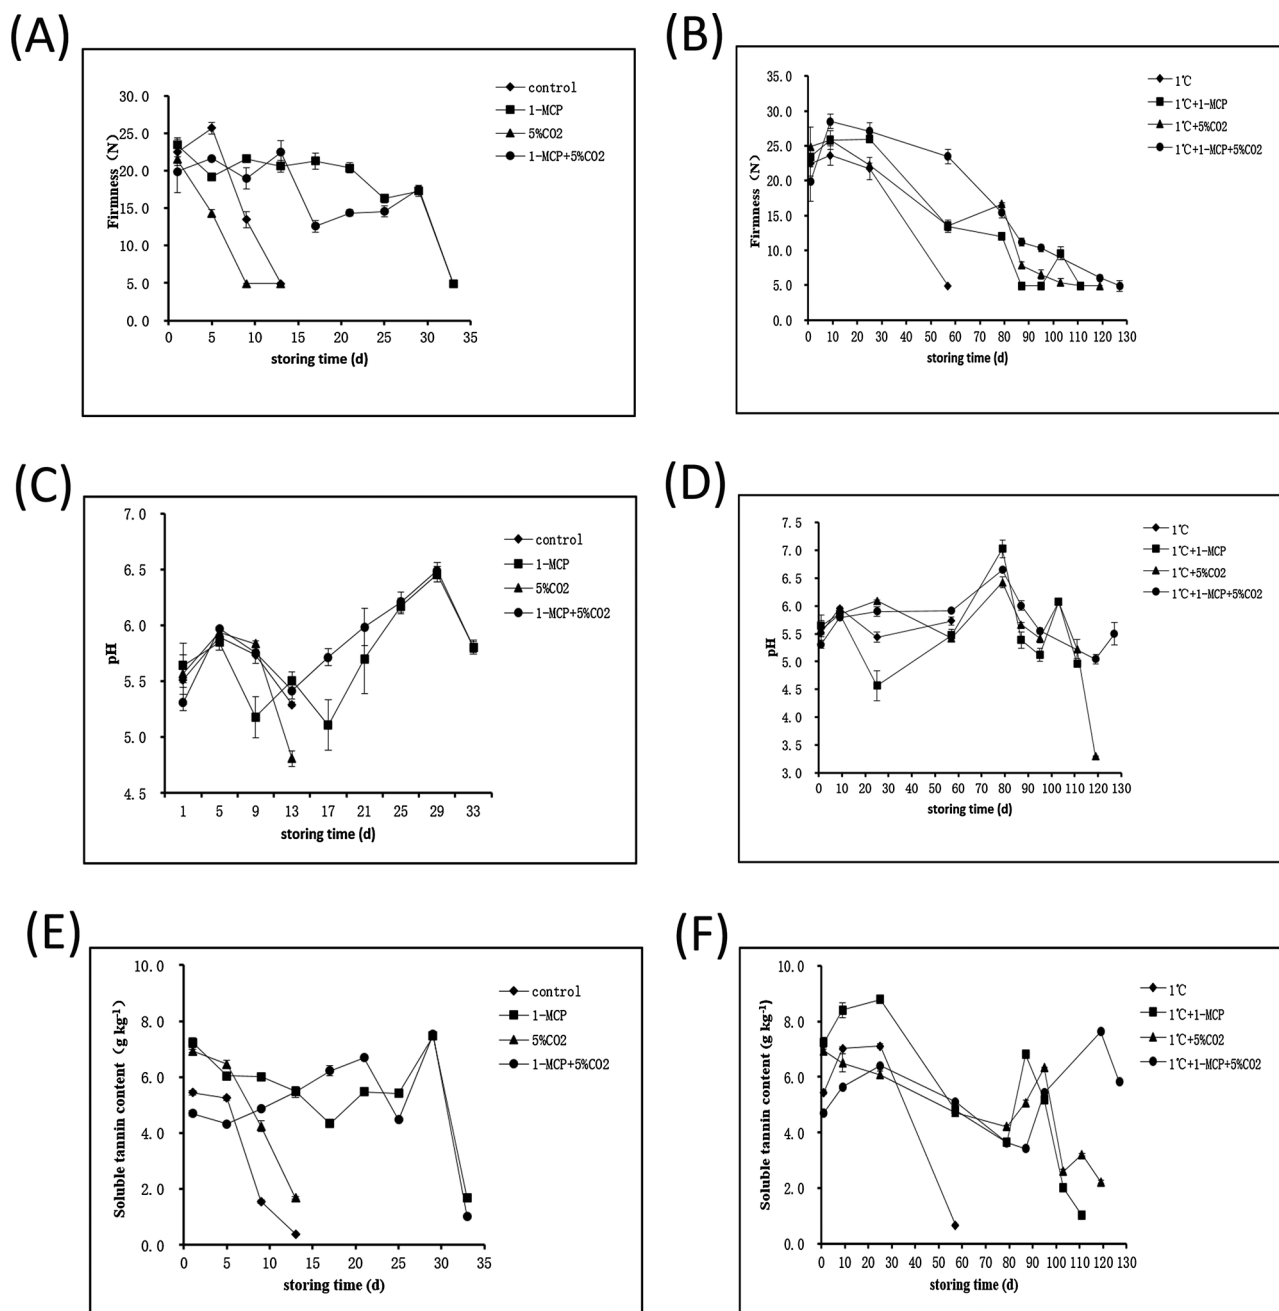 (A)
control
1-MCP
5%CO2
1-MCP+5%CO2
Firmness (N)
30.0
25.0
20.0
15.0
10.0
5.0
0.0
0 5 10 15 20 25 30 35
storing time (d)
(B)
1℃
1℃+1-MCP
1℃+5%CO2
1℃+1-MCP+5%CO2
Firmness (N)
35.0
30.0
25.0
20.0
15.0
10.0
5.0
0.0
0 10 20 30 40 50 60 70 80 90 100 110 120 130
storing time (d)
(C)
control
1-MCP
5%CO2
1-MCP+5%CO2
pH
7.0
6.5
6.0
5.5
5.0
4.5
1 5 9 13 17 21 25 29 33
storing time (d)
(D)
1℃
1℃+1-MCP
1℃+5%CO2
1℃+1-MCP+5%CO2
pH
7.5
7.0
6.5
6.0
5.5
5.0
4.5
4.0
3.5
3.0
0 10 20 30 40 50 60 70 80 90 100 110 120 130
storing time (d)
(E)
control
1-MCP
5%CO2
1-MCP+5%CO2
Soluble tannin content (g kg⁻¹)
10.0
8.0
6.0
4.0
2.0
0.0
0 5 10 15 20 25 30 35
storing time (d)
(F)
1℃
1℃+1-MCP
1℃+5%CO2
1℃+1-MCP+5%CO2
Soluble tannin content (g kg⁻¹)
10.0
8.0
6.0
4.0
2.0
0.0
0 10 20 30 40 50 60 70 80 90 100 110 120 130
storing time (d)